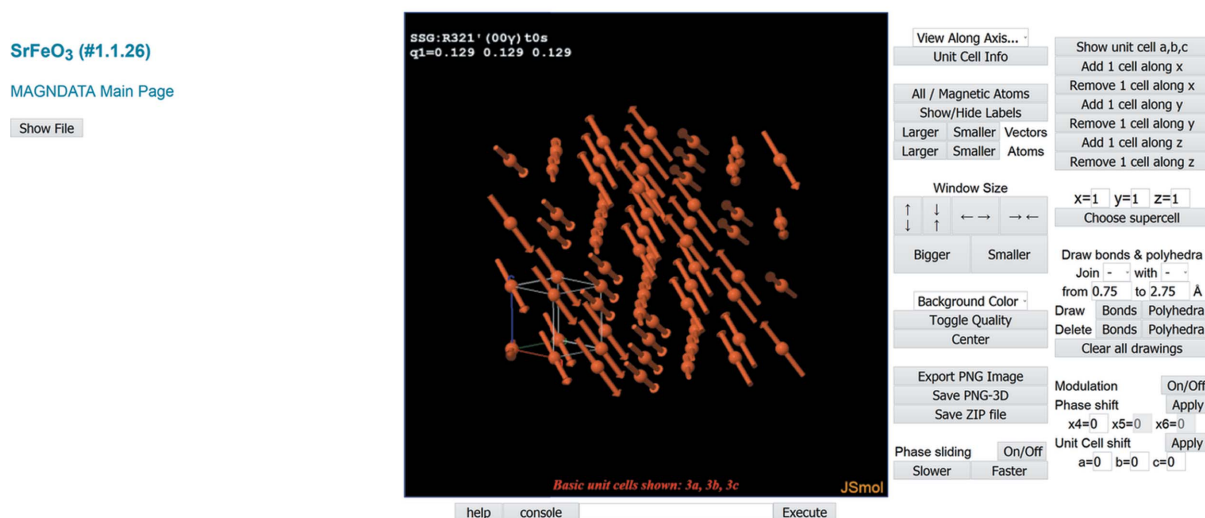 SrFeO3 (#1.1.26)
MAGNDATA Main Page
Show File
SSG:R321'(00γ)t0s
q1=0.129 0.129 0.129
Basic unit cells shown: 3a, 3b, 3c
JSmol
help console Execute
View Along Axis...
Unit Cell Info
All / Magnetic Atoms
Show/Hide Labels
Larger Smaller Vectors
Larger Smaller Atoms
Window Size
↑↓ ↓↑ ←→ →←
Bigger Smaller
Background Color
Toggle Quality
Center
Export PNG Image
Save PNG-3D
Save ZIP file
Phase sliding On/Off
Slower Faster
Show unit cell a,b,c
Add 1 cell along x
Remove 1 cell along x
Add 1 cell along y
Remove 1 cell along y
Add 1 cell along z
Remove 1 cell along z
x=1 y=1 z=1
Choose supercell
Draw bonds & polyhedra
Join - with -
from 0.75 to 2.75 Å
Draw Bonds Polyhedra
Delete Bonds Polyhedra
Clear all drawings
Modulation On/Off
Phase shift Apply
x4=0 x5=0 x6=0
Unit Cell shift Apply
a=0 b=0 c=0